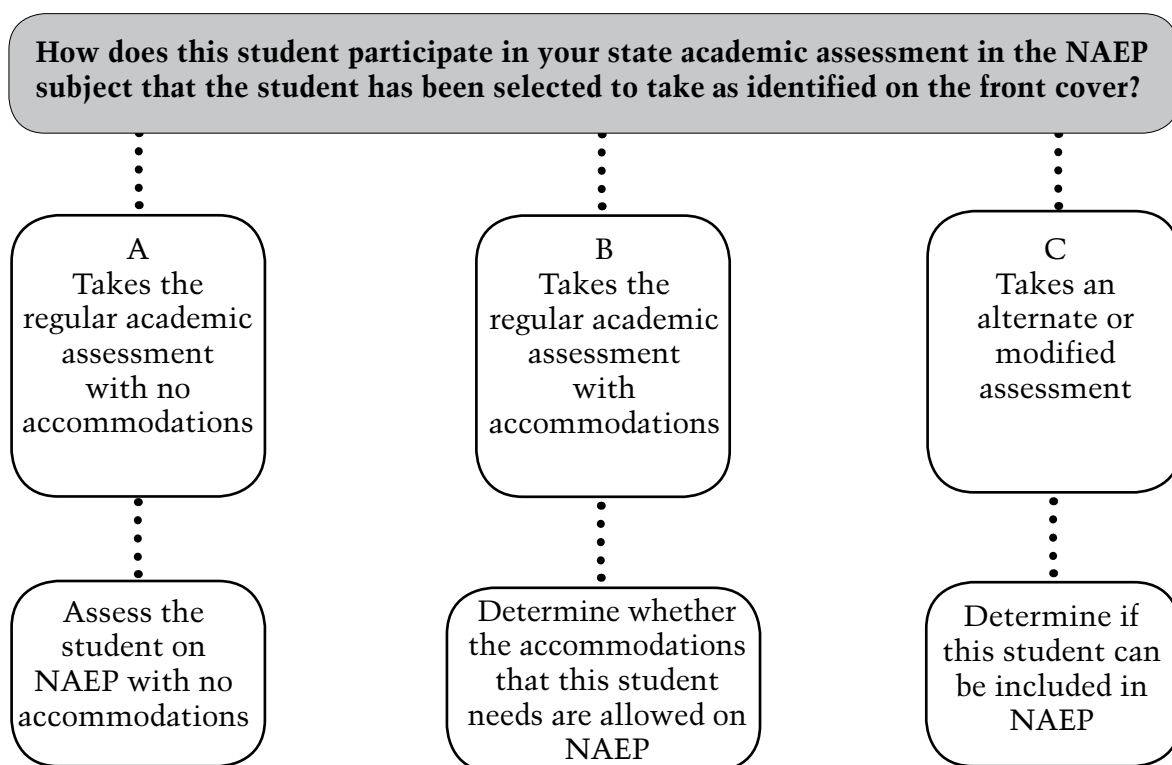 How does this student participate in your state academic assessment in the NAEP
subject that the student has been selected to take as identified on the front cover?
A
Takes the
regular academic
assessment
with no
accommodations
B
Takes the
regular academic
assessment
with
accommodations
C
Takes an
alternate or
modified
assessment
Assess the
student on
NAEP with no
accommodations
Determine whether
the accommodations
that this student
needs are allowed on
NAEP
Determine if
this student can
be included in
NAEP